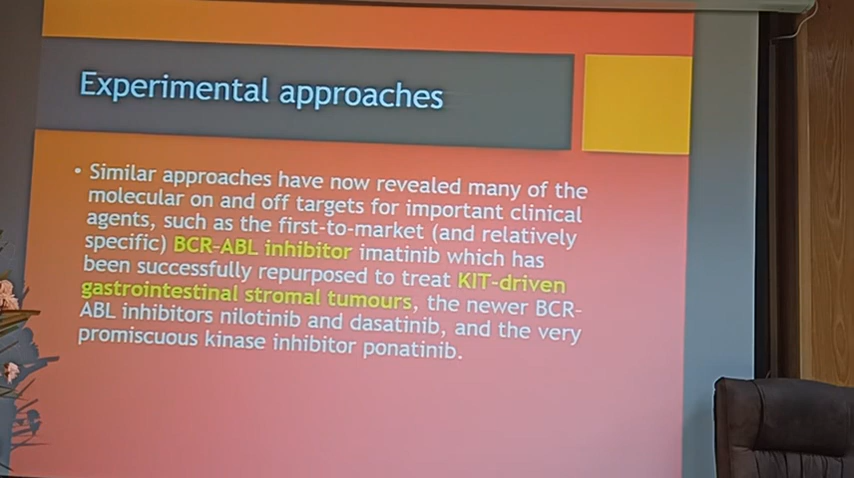 Experimental approaches
• Similar approaches have now revealed many of the
molecular on and off targets for important clinical
agents, such as the first-to-market (and relatively
specific) BCR-ABL inhibitor imatinib which has
been successfully repurposed to treat KIT-driven
gastrointestinal stromal tumours, the newer BCR-
ABL inhibitors nilotinib and dasatinib, and the very
promiscuous kinase inhibitor ponatinib.